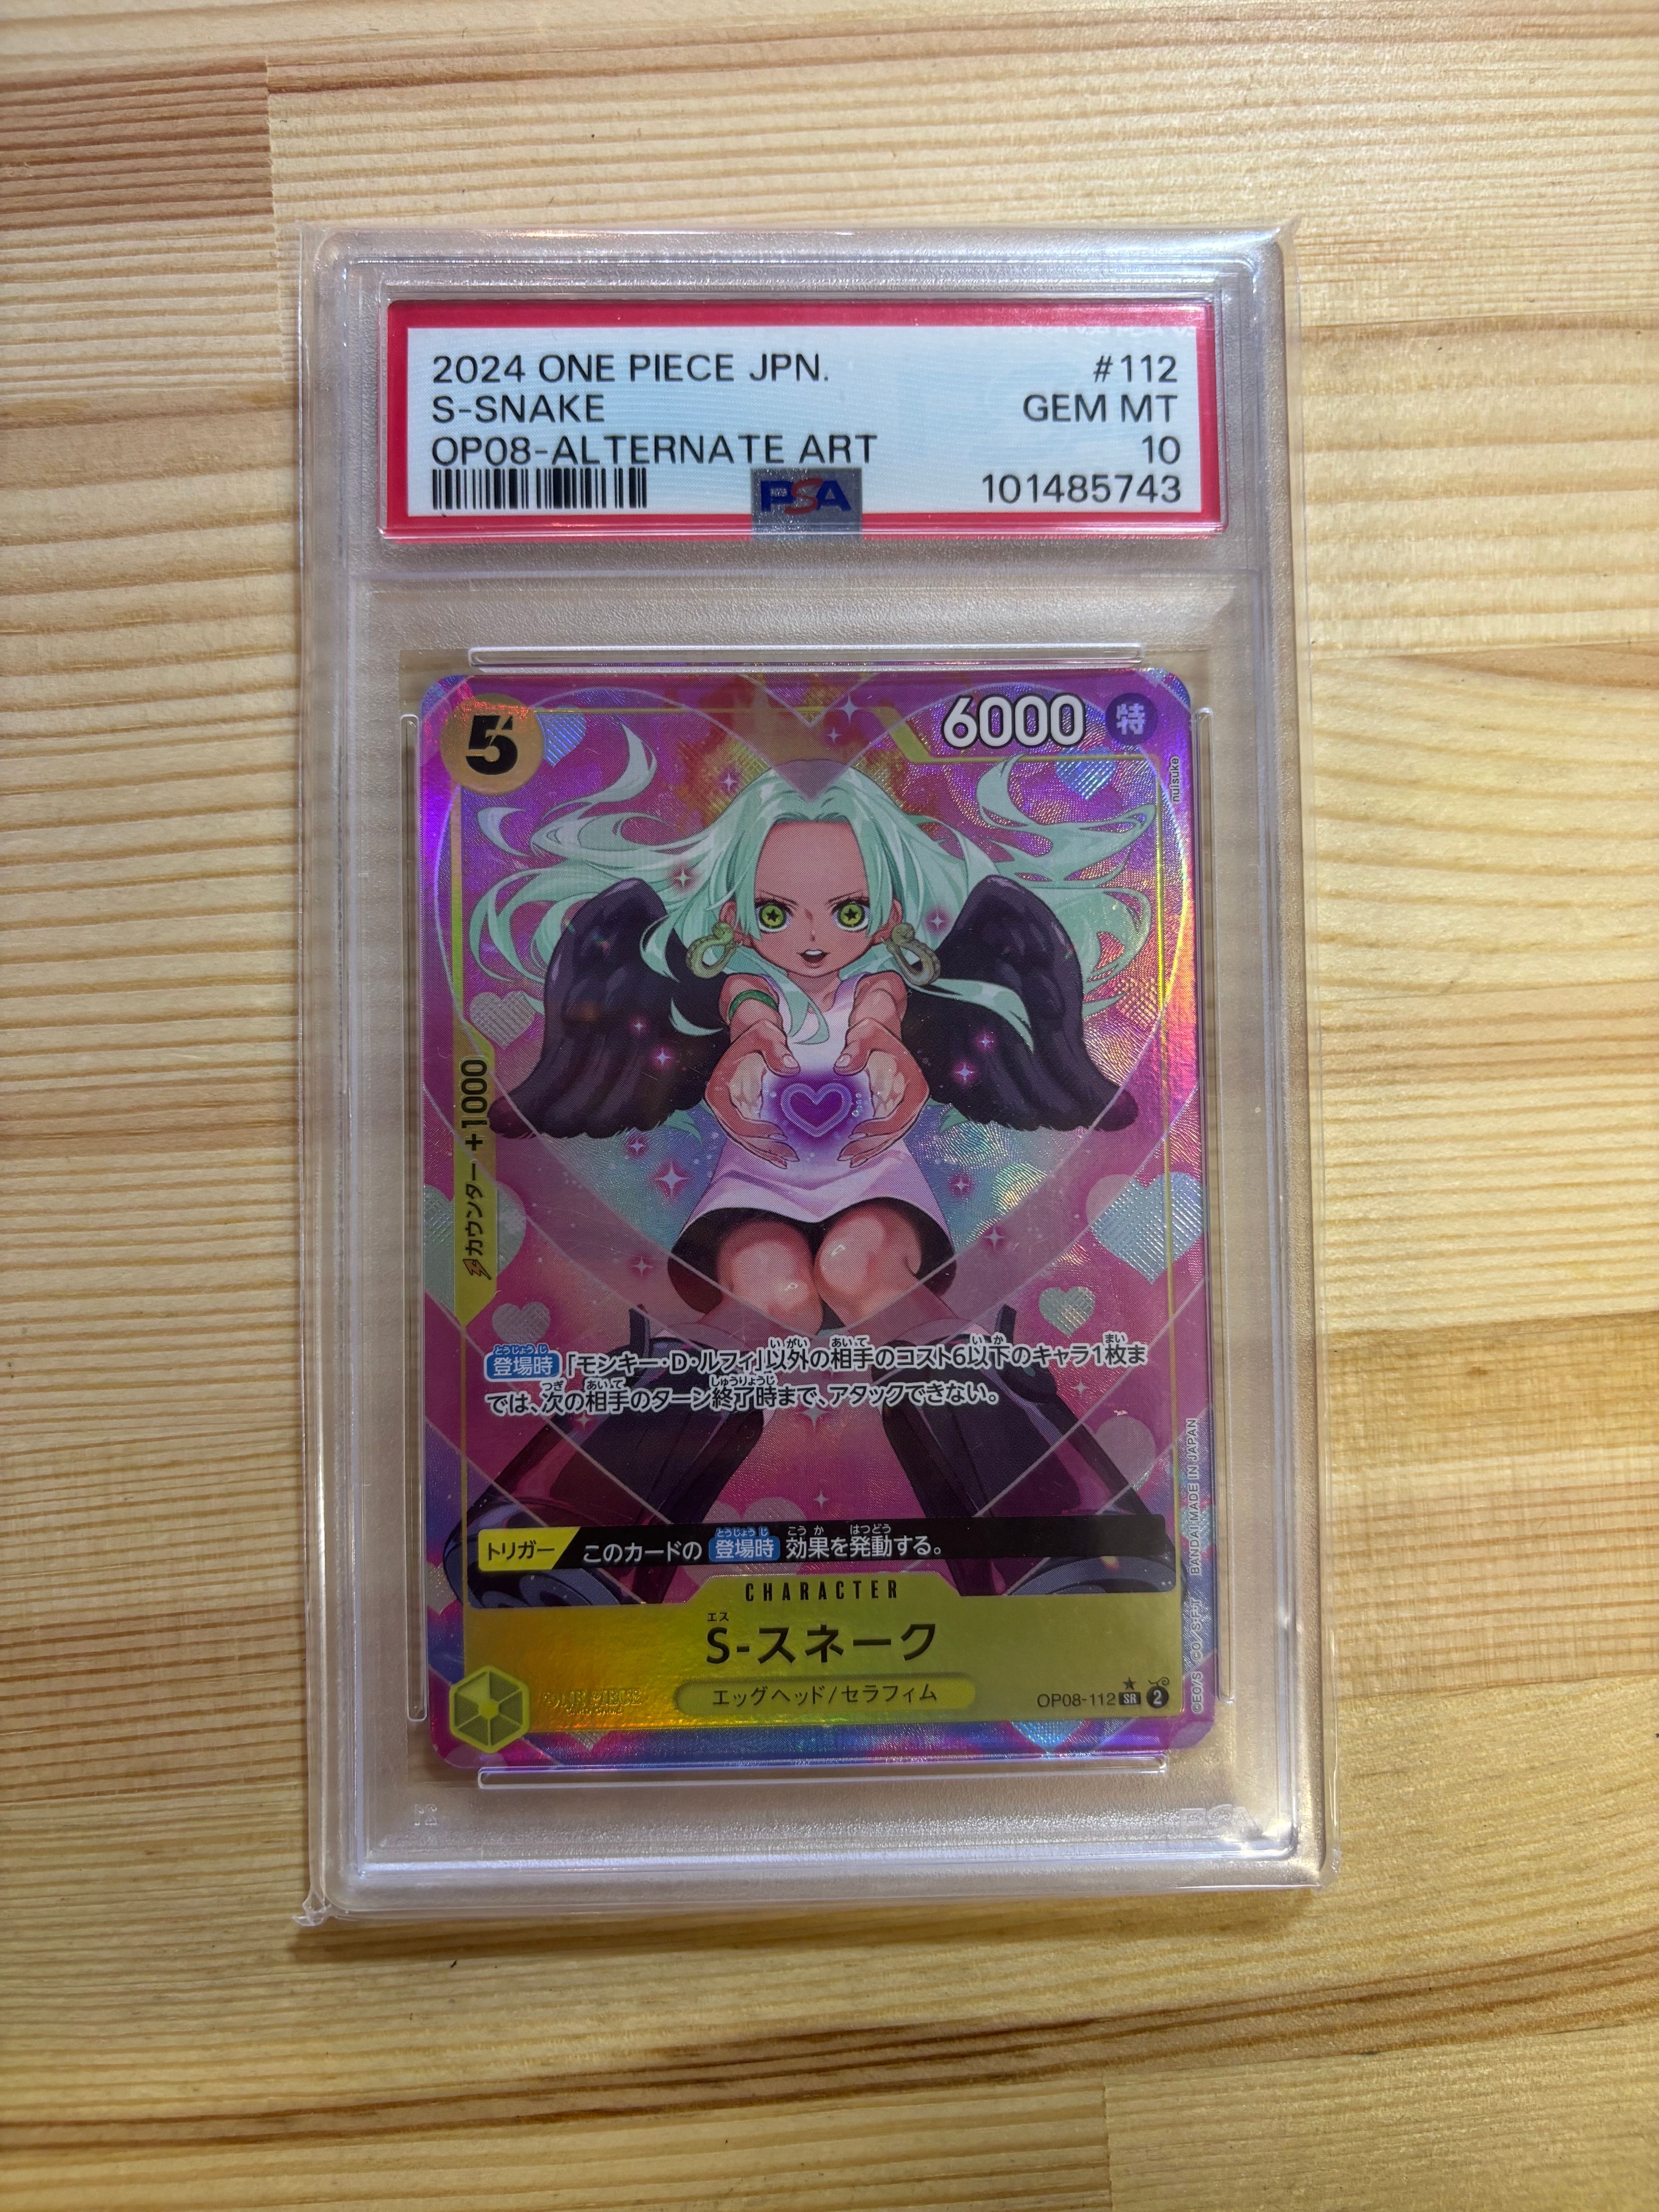 2024 ONE PIECE JPN. #112
S-SNAKE GEM MT
OP08-ALTERNATE ART 10
PSA 101485743
5 6000 特
nuisuke
カウンター +1000
登場時 「モンキー・D・ルフィ」以外の相手のコスト6以下のキャラ1枚ま
では、次の相手のターン終了時まで、アタックできない。
トリガー このカードの 登場時 効果を発動する。
CHARACTER
エス
S-スネーク
エッグヘッド/セラフィム
OP08-112 SR 2
BANDAI MADE IN JAPAN